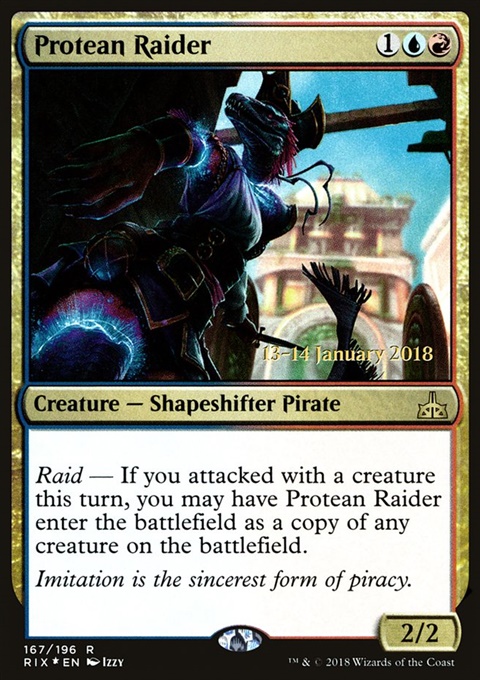 Protean Raider 1
13-14 January 2018
Creature — Shapeshifter Pirate
Raid — If you attacked with a creature
this turn, you may have Protean Raider
enter the battlefield as a copy of any
creature on the battlefield.
Imitation is the sincerest form of piracy.
2/2
167/196 R
RIX★EN Izzy
™ & © 2018 Wizards of the Coast